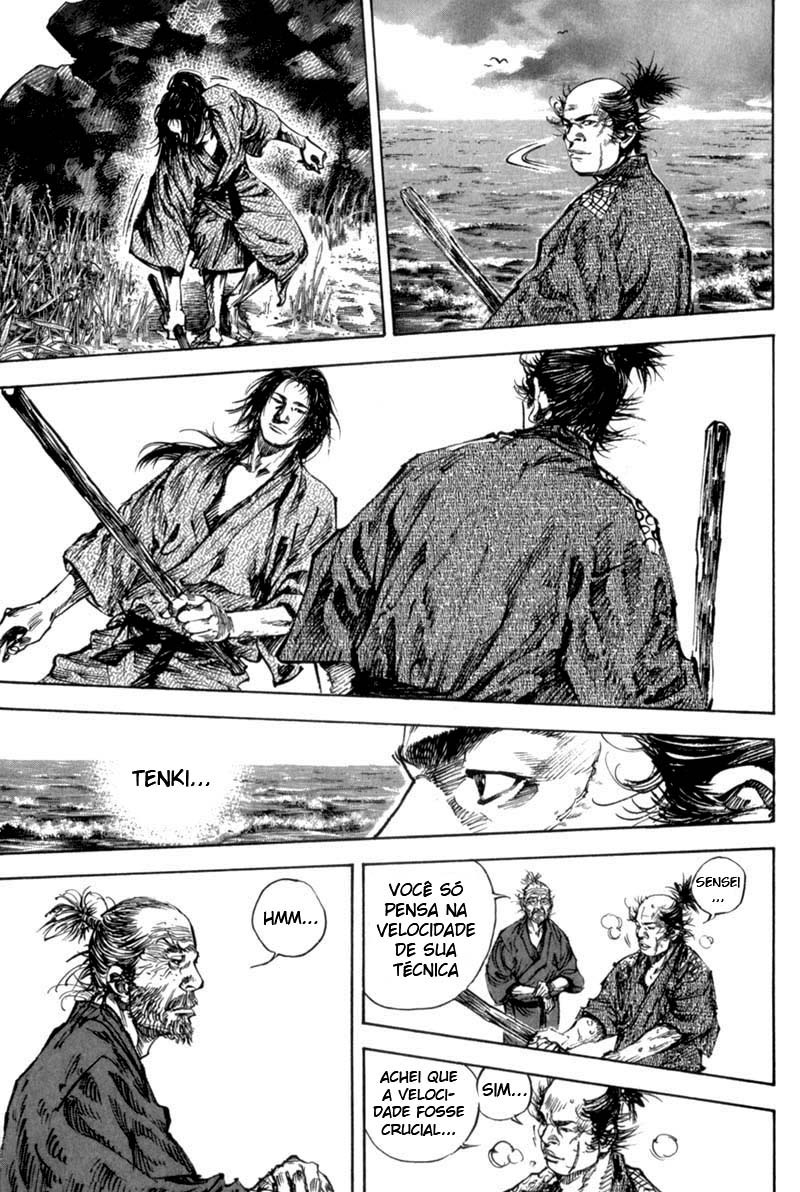 TENKI...
SENSEI
...
VOCÊ SÓ
PENSA NA
VELOCIDADE
DE SUA
TÉCNICA
SIM...
ACHEI QUE
A VELOCI-
DADE FOSSE
CRUCIAL...
HMM...